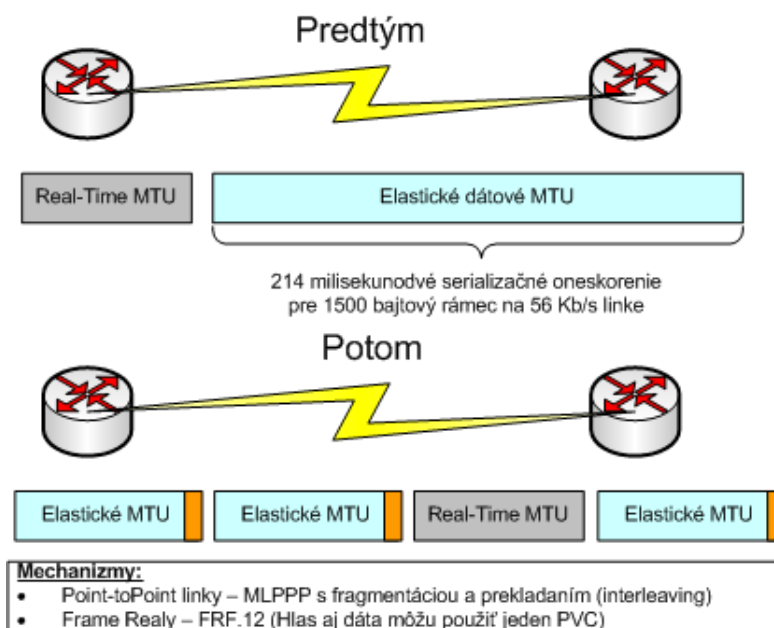 Predtým
Real-Time MTU
Elastické dátové MTU
214 milisekunodvé serializačné oneskorenie
pre 1500 bajtový rámec na 56 Kb/s linke
Potom
Elastické MTU
Elastické MTU
Real-Time MTU
Elastické MTU
Mechanizmy:
• Point-toPoint linky – MLPPP s fragmentáciou a prekladaním (interleaving)
• Frame Realy – FRF.12 (Hlas aj dáta môžu použiť jeden PVC)